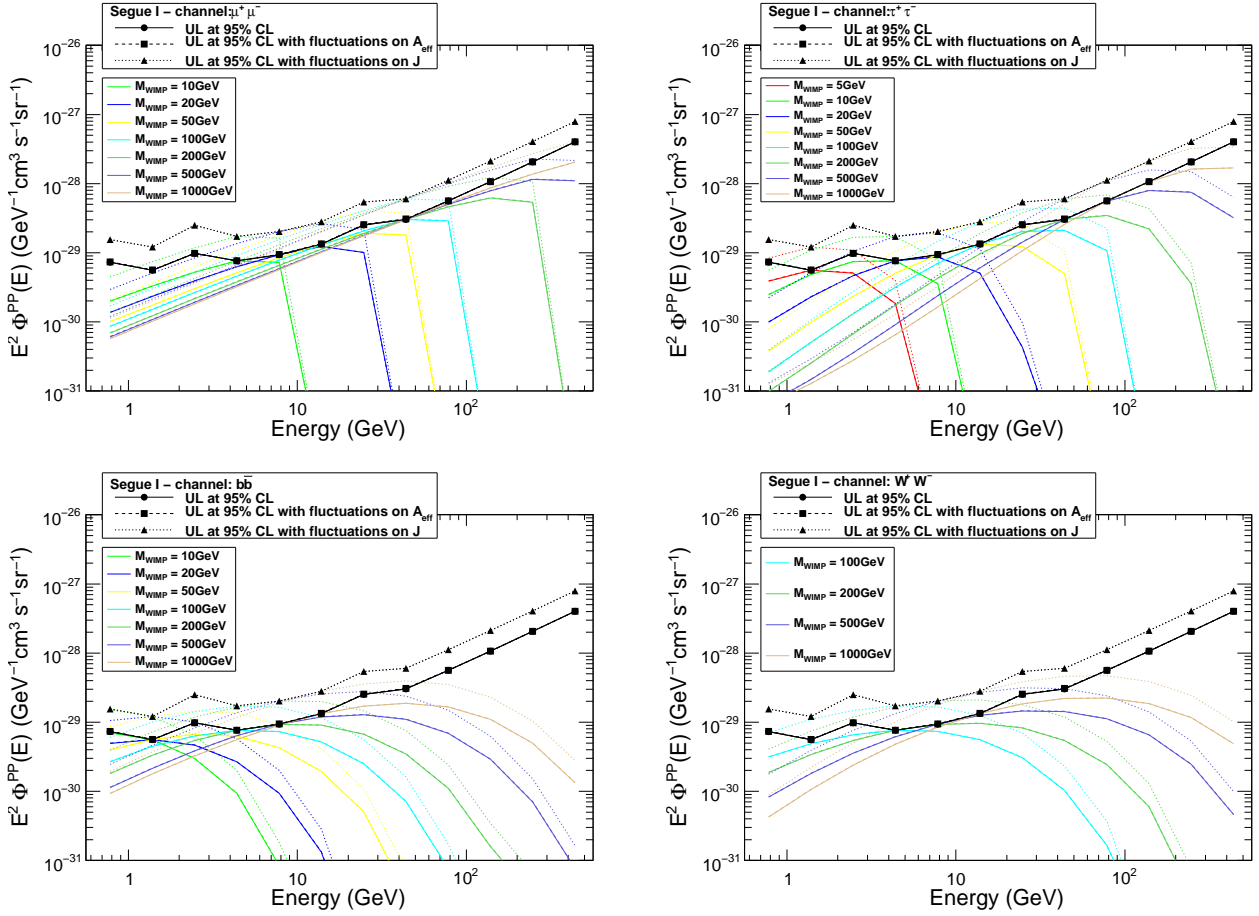 Segue I – channel:μ⁺ μ⁻
UL at 95% CL
UL at 95% CL with fluctuations on A_eff
UL at 95% CL with fluctuations on J
M_WIMP = 10GeV
M_WIMP = 20GeV
M_WIMP = 50GeV
M_WIMP = 100GeV
M_WIMP = 200GeV
M_WIMP = 500GeV
M_WIMP = 1000GeV
E² Φ^PP(E) (GeV⁻¹cm³ s⁻¹sr⁻¹)
10⁻²⁶
10⁻²⁷
10⁻²⁸
10⁻²⁹
10⁻³⁰
10⁻³¹
1
10
10²
Energy (GeV)
Segue I – channel:τ⁺ τ⁻
UL at 95% CL
UL at 95% CL with fluctuations on A_eff
UL at 95% CL with fluctuations on J
M_WIMP = 5GeV
M_WIMP = 10GeV
M_WIMP = 20GeV
M_WIMP = 50GeV
M_WIMP = 100GeV
M_WIMP = 200GeV
M_WIMP = 500GeV
M_WIMP = 1000GeV
E² Φ^PP(E) (GeV⁻¹cm³ s⁻¹sr⁻¹)
10⁻²⁶
10⁻²⁷
10⁻²⁸
10⁻²⁹
10⁻³⁰
10⁻³¹
1
10
10²
Energy (GeV)
Segue I – channel: bb̅
UL at 95% CL
UL at 95% CL with fluctuations on A_eff
UL at 95% CL with fluctuations on J
M_WIMP = 10GeV
M_WIMP = 20GeV
M_WIMP = 50GeV
M_WIMP = 100GeV
M_WIMP = 200GeV
M_WIMP = 500GeV
M_WIMP = 1000GeV
E² Φ^PP(E) (GeV⁻¹cm³ s⁻¹sr⁻¹)
10⁻²⁶
10⁻²⁷
10⁻²⁸
10⁻²⁹
10⁻³⁰
10⁻³¹
1
10
10²
Energy (GeV)
Segue I – channel: W⁺ W⁻
UL at 95% CL
UL at 95% CL with fluctuations on A_eff
UL at 95% CL with fluctuations on J
M_WIMP = 100GeV
M_WIMP = 200GeV
M_WIMP = 500GeV
M_WIMP = 1000GeV
E² Φ^PP(E) (GeV⁻¹cm³ s⁻¹sr⁻¹)
10⁻²⁶
10⁻²⁷
10⁻²⁸
10⁻²⁹
10⁻³⁰
10⁻³¹
1
10
10²
Energy (GeV)